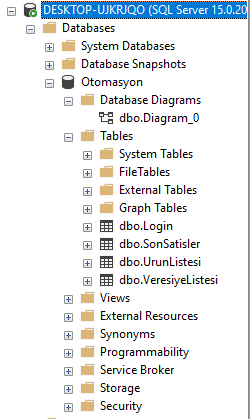 DESKTOP-UJKRJQO (SQL Server 15.0.20
Databases
System Databases
Database Snapshots
Otomasyon
Database Diagrams
dbo.Diagram_0
Tables
System Tables
FileTables
External Tables
Graph Tables
dbo.Login
dbo.SonSatisler
dbo.UrunListesi
dbo.VeresiyeListesi
Views
External Resources
Synonyms
Programmability
Service Broker
Storage
Security